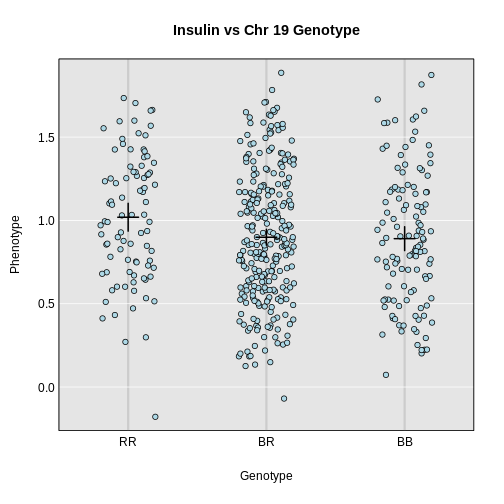 Insulin vs Chr 19 Genotype
Phenotype
1.5
1.0
0.5
0.0
RR BR BB
Genotype